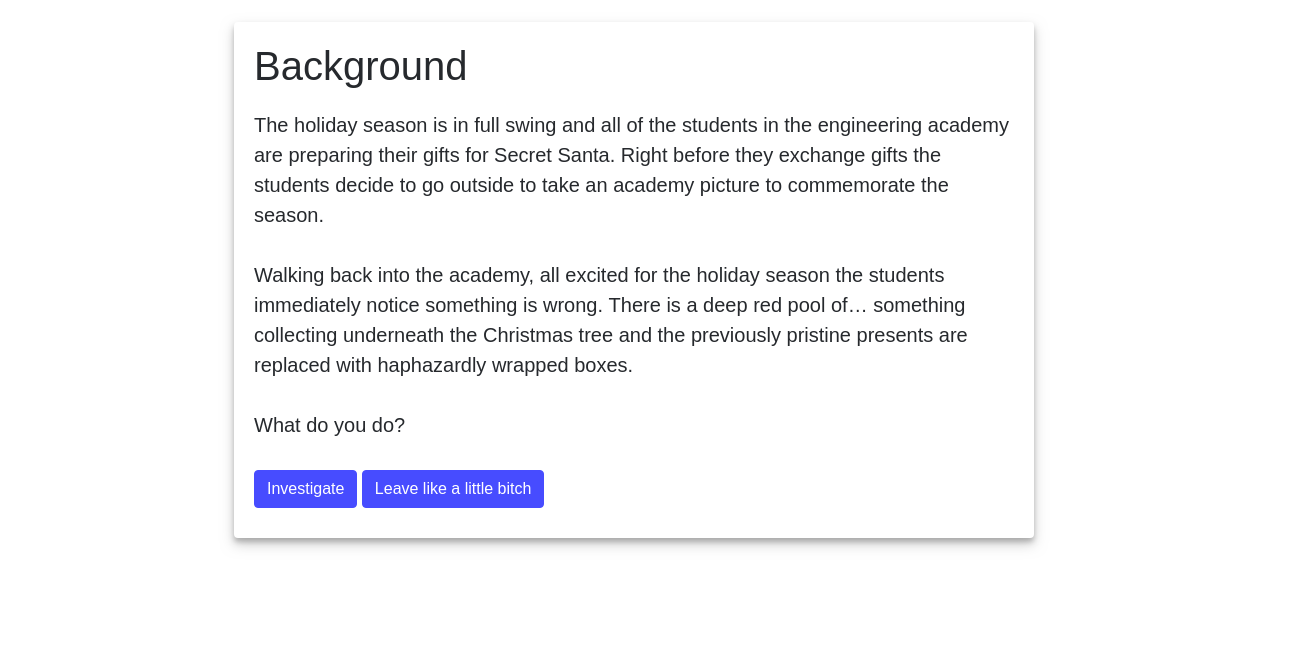 Background
The holiday season is in full swing and all of the students in the engineering academy
are preparing their gifts for Secret Santa. Right before they exchange gifts the
students decide to go outside to take an academy picture to commemorate the
season.
Walking back into the academy, all excited for the holiday season the students
immediately notice something is wrong. There is a deep red pool of… something
collecting underneath the Christmas tree and the previously pristine presents are
replaced with haphazardly wrapped boxes.
What do you do?
Investigate
Leave like a little bitch